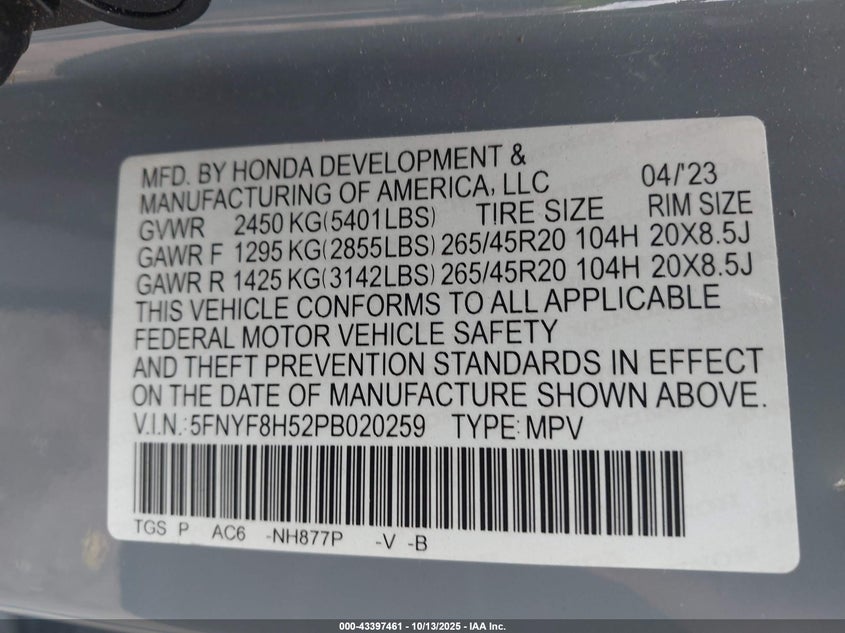 MFD. BY HONDA DEVELOPMENT &
MANUFACTURING OF AMERICA, LLC 04/'23
GVWR 2450 KG(5401LBS) TIRE SIZE RIM SIZE
GAWR F 1295 KG(2855LBS) 265/45R20 104H 20X8.5J
GAWR R 1425 KG(3142LBS) 265/45R20 104H 20X8.5J
THIS VEHICLE CONFORMS TO ALL APPLICABLE
FEDERAL MOTOR VEHICLE SAFETY
AND THEFT PREVENTION STANDARDS IN EFFECT
ON THE DATE OF MANUFACTURE SHOWN ABOVE.
V.I.N.: 5FNYF8H52PB020259 TYPE: MPV
TGS P AC6 -NH877P -V -B
000-43397461 | 10/13/2025 - IAA Inc.